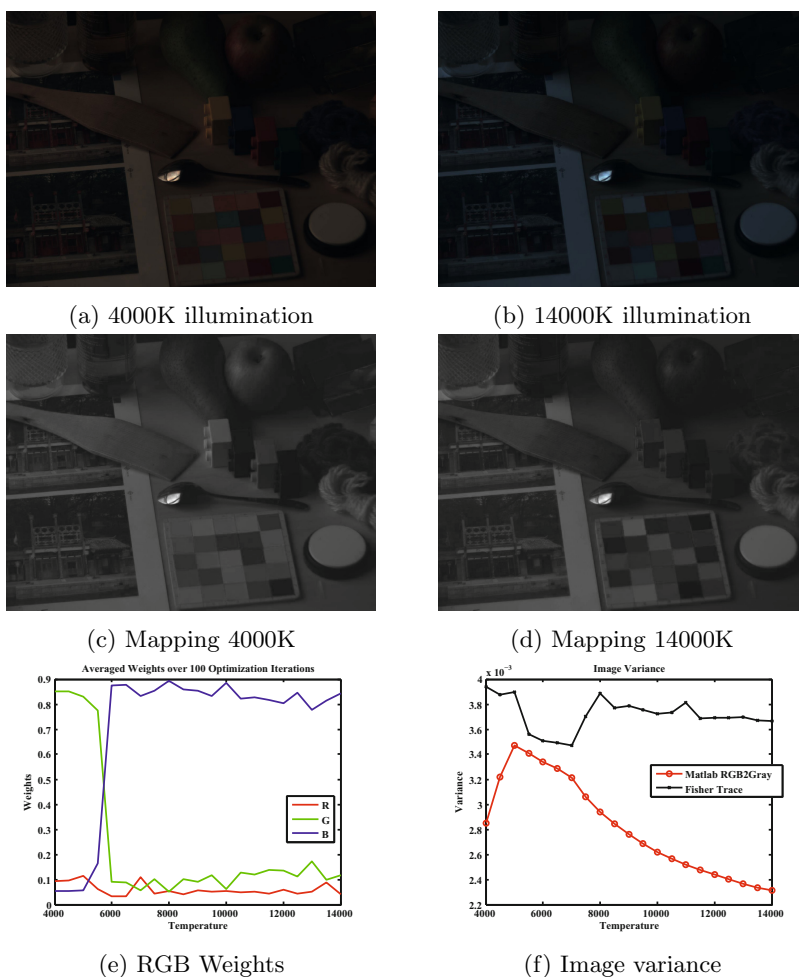 (a) 4000K illumination
(b) 14000K illumination
(c) Mapping 4000K
(d) Mapping 14000K
Averaged Weights over 100 Optimization Iterations
0.9
0.8
0.7
0.6
0.5
0.4
0.3
0.2
0.1
0
Weights
R
G
B
4000
6000
8000
10000
12000
14000
Temperature
Image Variance
x 10⁻³
4
3.8
3.6
3.4
3.2
3
2.8
2.6
2.4
2.2
Variance
Matlab RGB2Gray
Fisher Trace
4000
6000
8000
10000
12000
14000
Temperature
(e) RGB Weights
(f) Image variance